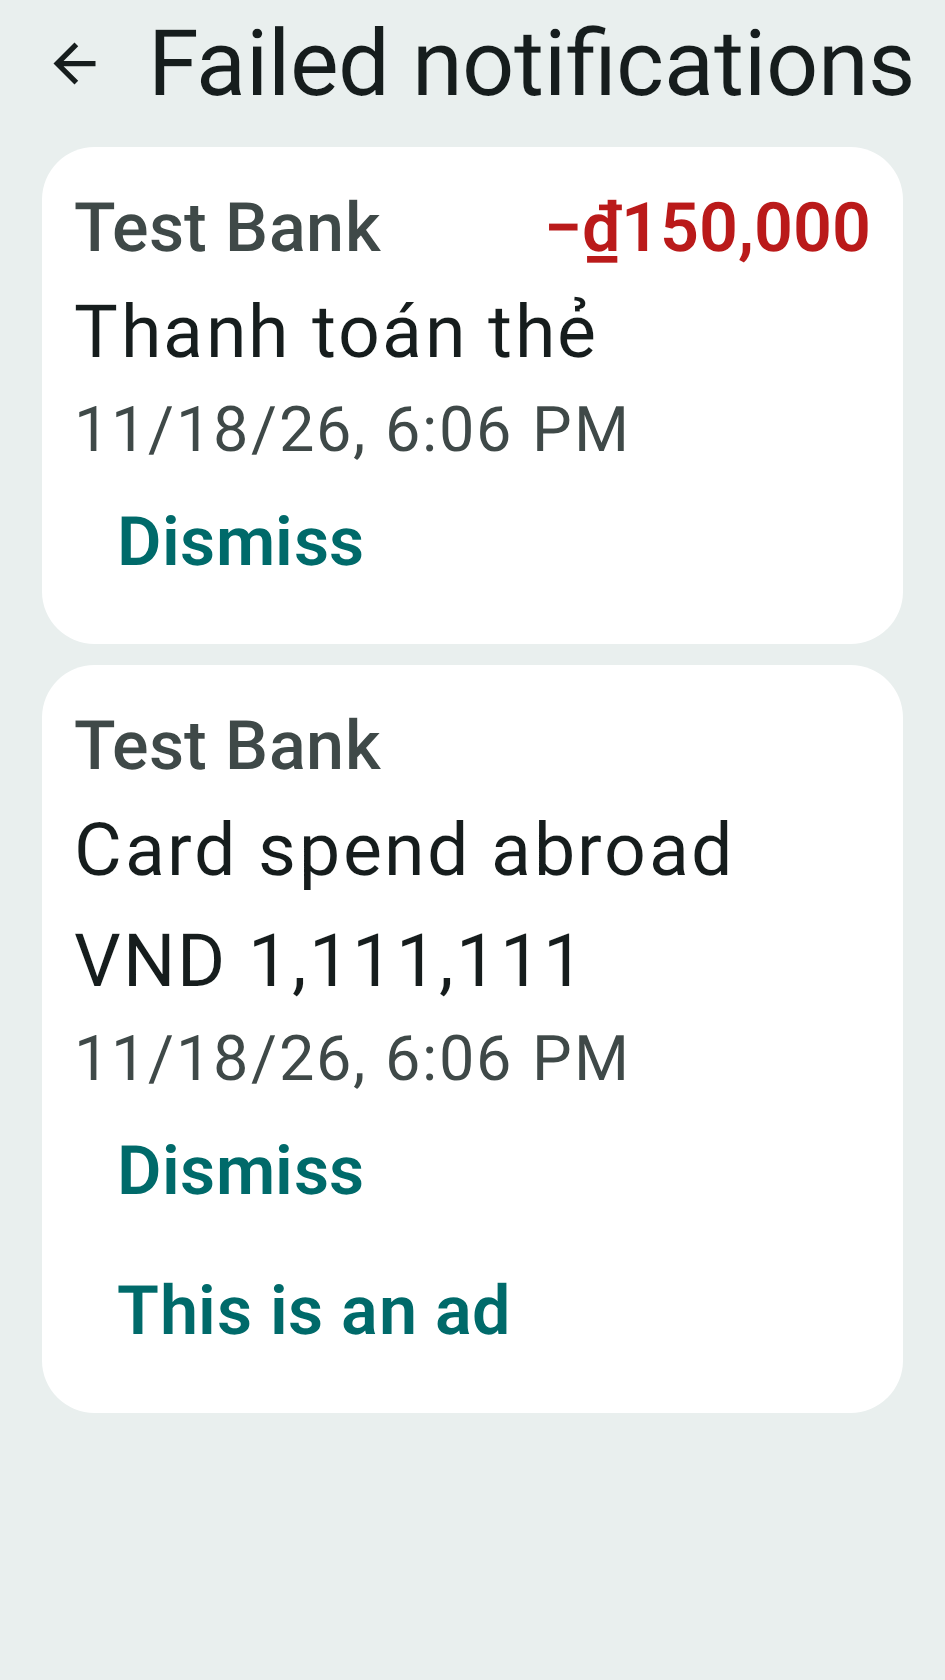 Failed notifications
Test Bank −₫150,000
Thanh toán thẻ
11/18/26, 6:06 PM
Dismiss
Test Bank
Card spend abroad
VND 1,111,111
11/18/26, 6:06 PM
Dismiss
This is an ad